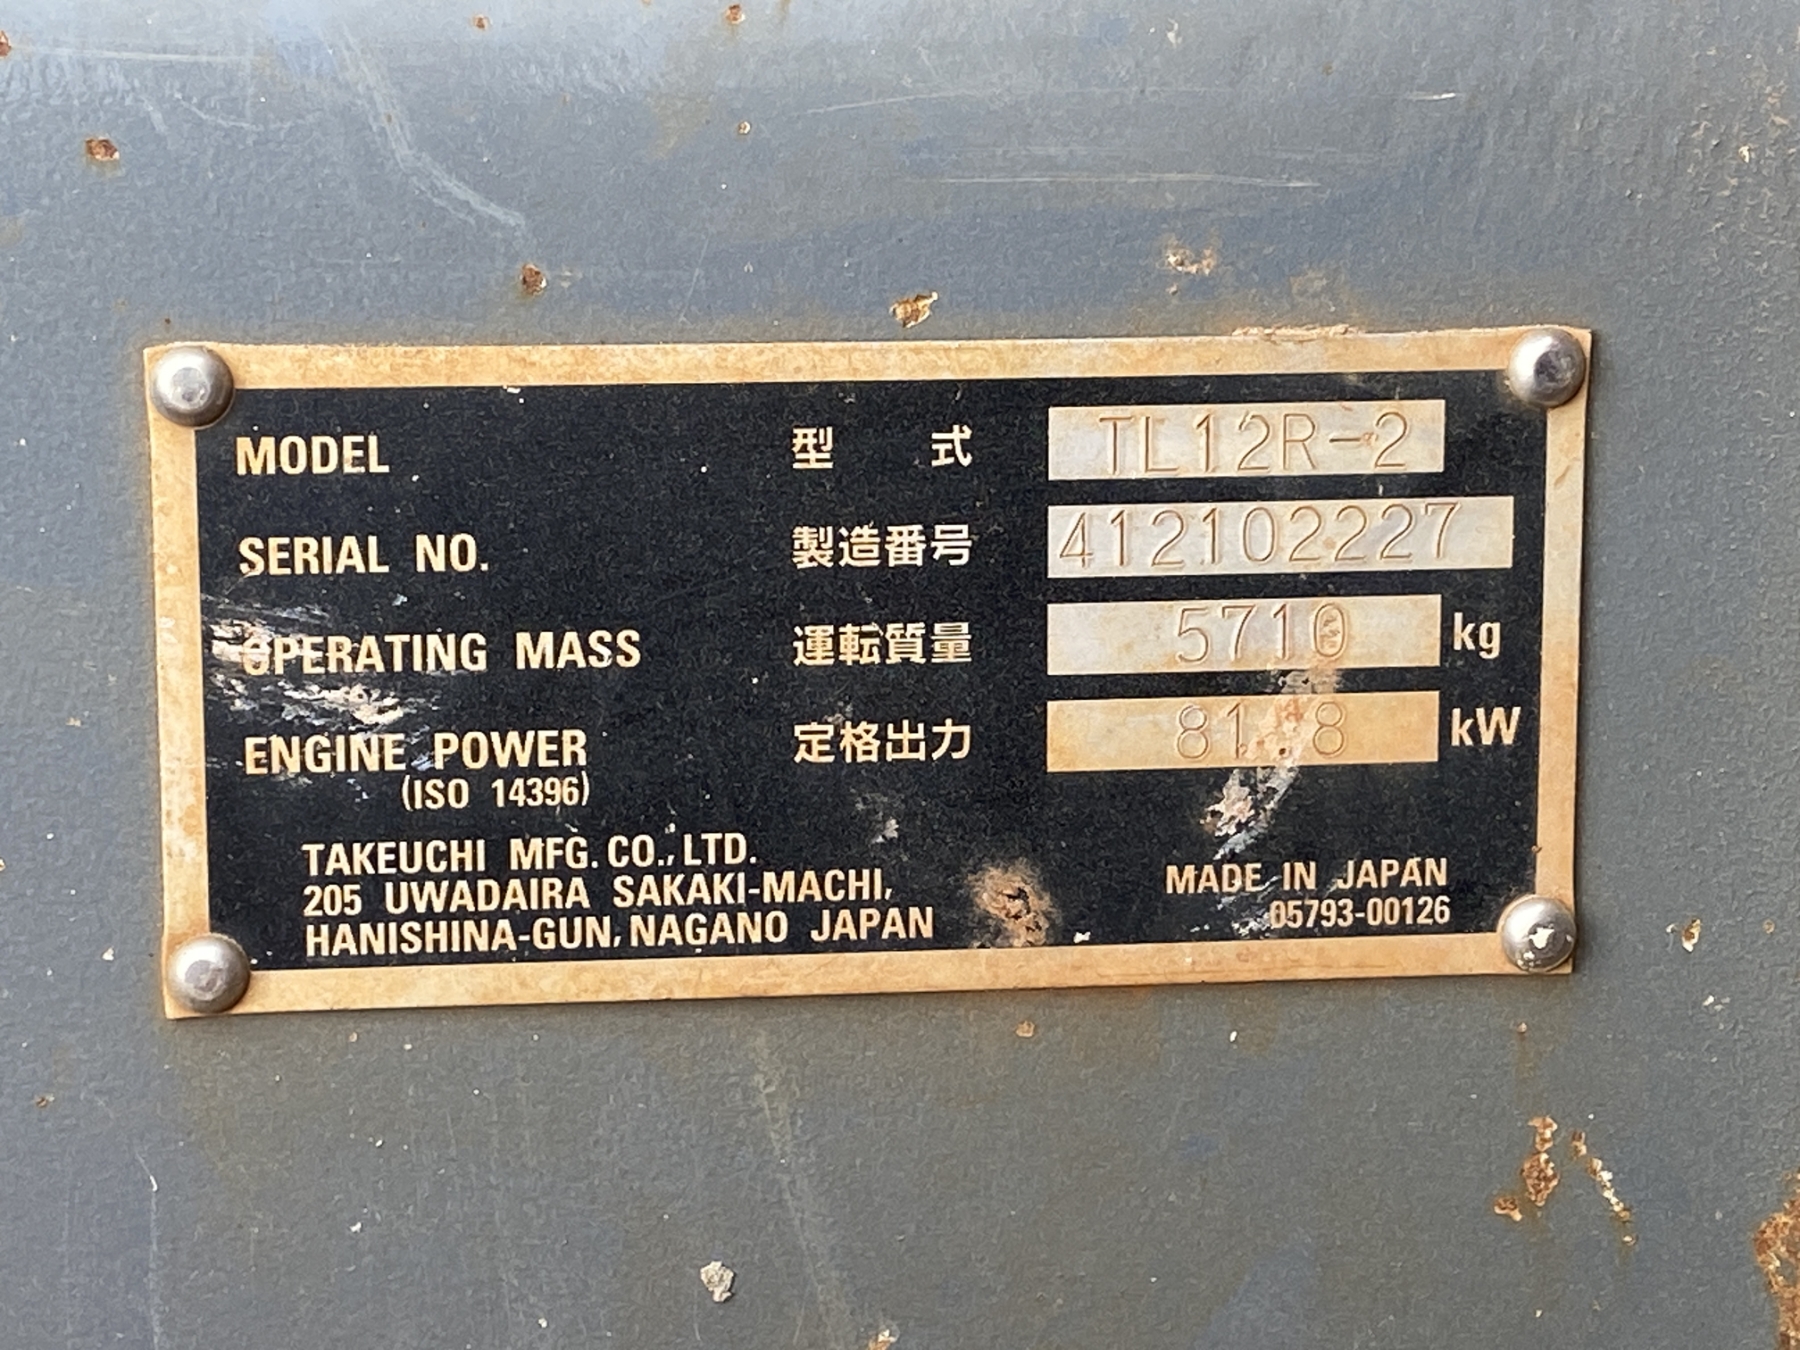 MODEL 型 式 TL12R-2
SERIAL NO. 製造番号 412102227
OPERATING MASS 運転質量 5710 kg
ENGINE POWER 定格出力 81.8 kW
(ISO 14396)
TAKEUCHI MFG. CO., LTD.
205 UWADAIRA SAKAKI-MACHI,
HANISHINA-GUN, NAGANO JAPAN
MADE IN JAPAN
05793-00126